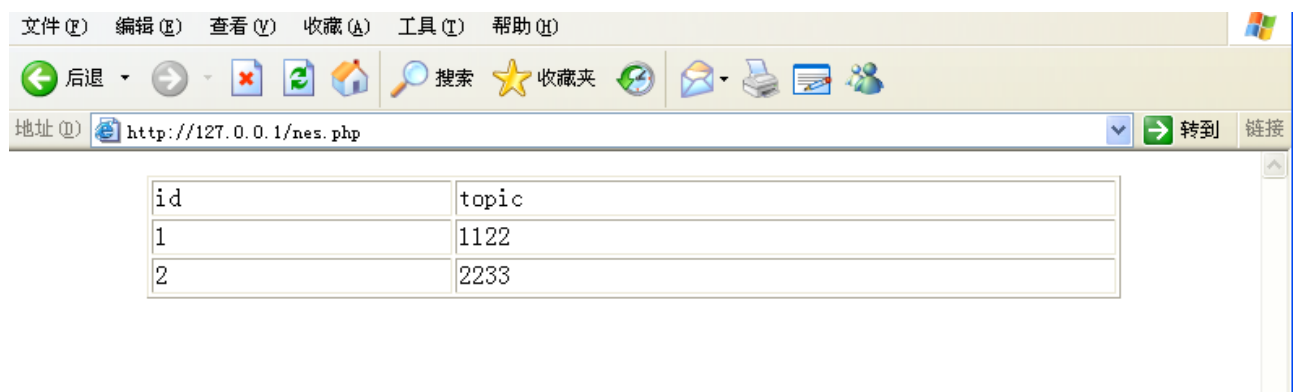 文件(F) 编辑(E) 查看(V) 收藏(A) 工具(T) 帮助(H)
后退 搜索 收藏夹
地址(D) http://127.0.0.1/nes.php 转到 链接
id topic
1 1122
2 2233